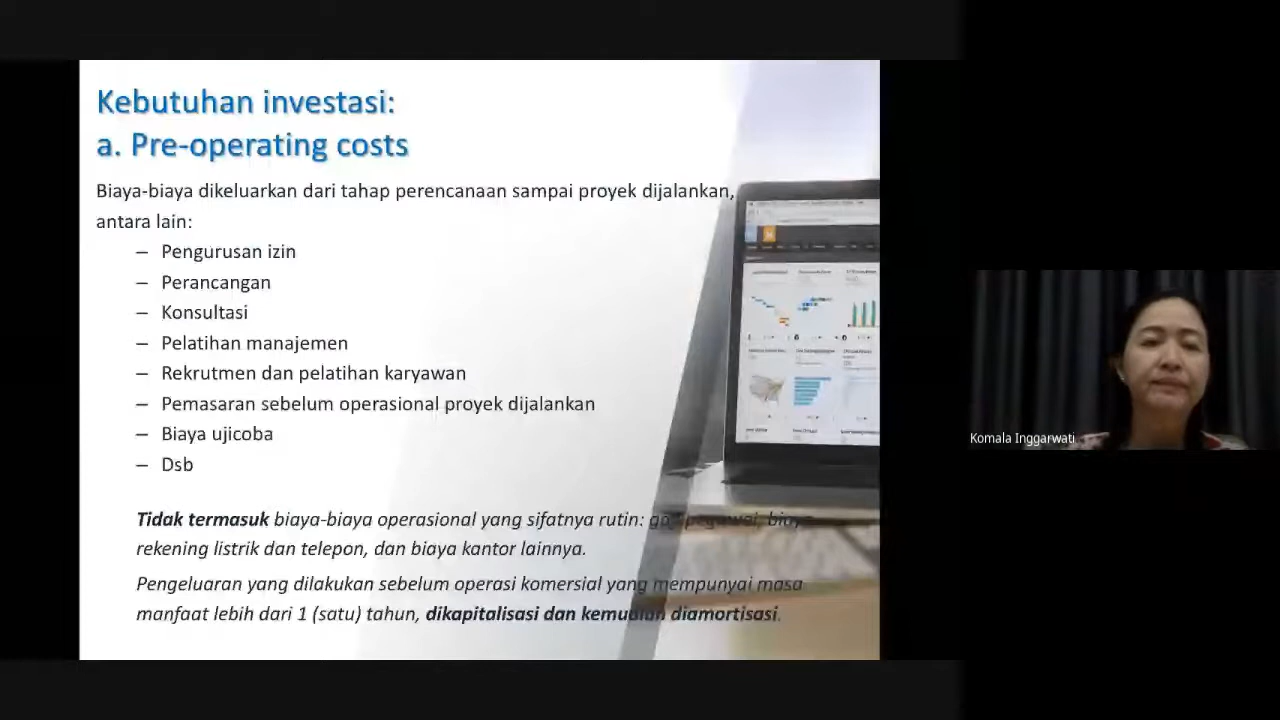 Kebutuhan investasi:
a. Pre-operating costs
Biaya-biaya dikeluarkan dari tahap perencanaan sampai proyek dijalankan,
antara lain:
– Pengurusan izin
– Perancangan
– Konsultasi
– Pelatihan manajemen
– Rekrutmen dan pelatihan karyawan
– Pemasaran sebelum operasional proyek dijalankan
– Biaya ujicoba
– Dsb
Tidak termasuk biaya-biaya operasional yang sifatnya rutin: gaji pegawai, biaya
rekening listrik dan telepon, dan biaya kantor lainnya.
Pengeluaran yang dilakukan sebelum operasi komersial yang mempunyai masa
manfaat lebih dari 1 (satu) tahun, dikapitalisasi dan kemudian diamortisasi.
Komala Inggarwati